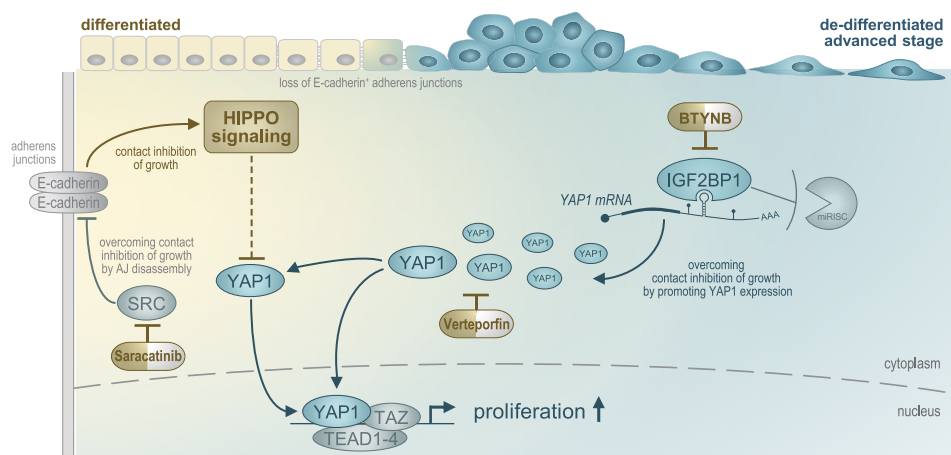 differentiated
de-differentiated
advanced stage
loss of E-cadherin⁺ adherens junctions
HIPPO
signaling
adherens
junctions
contact inhibition
of growth
E-cadherin
E-cadherin
overcoming contact
inhibition of growth
by AJ disassembly
SRC
Saracatinib
YAP1
YAP1
YAP1
YAP1
YAP1
YAP1
YAP1
Verteporfin
BTYNB
IGF2BP1
YAP1 mRNA
AAA
miRISC
overcoming
contact inhibition of growth
by promoting YAP1 expression
cytoplasm
nucleus
YAP1
TAZ
TEAD1-4
proliferation